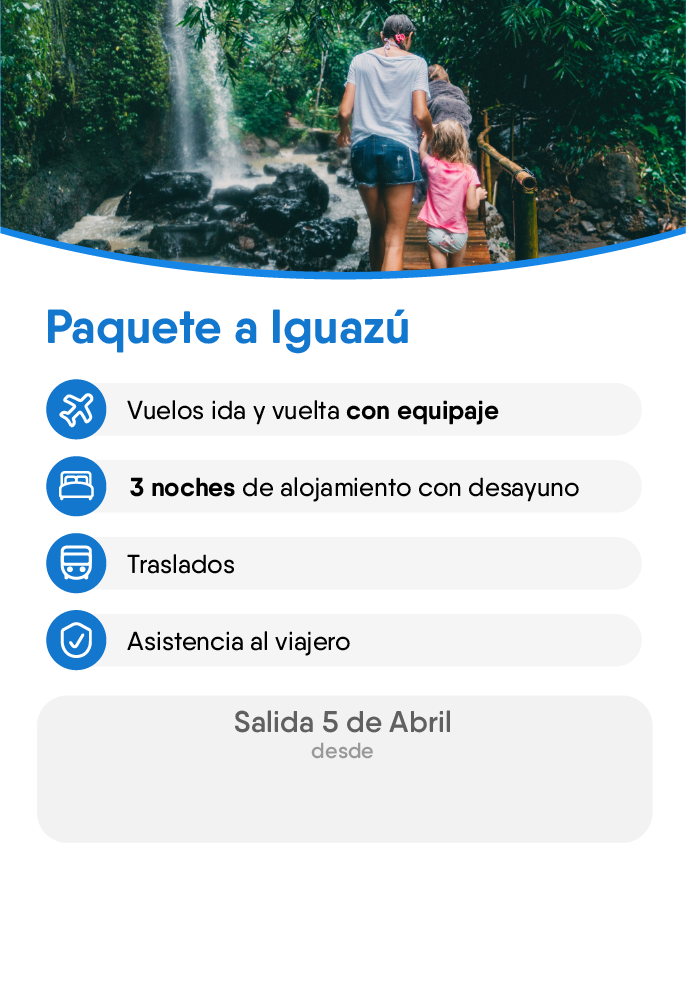 Paquete a Iguazú
Vuelos ida y vuelta con equipaje
3 noches de alojamiento con desayuno
Traslados
Asistencia al viajero
Salida 5 de Abril
desde